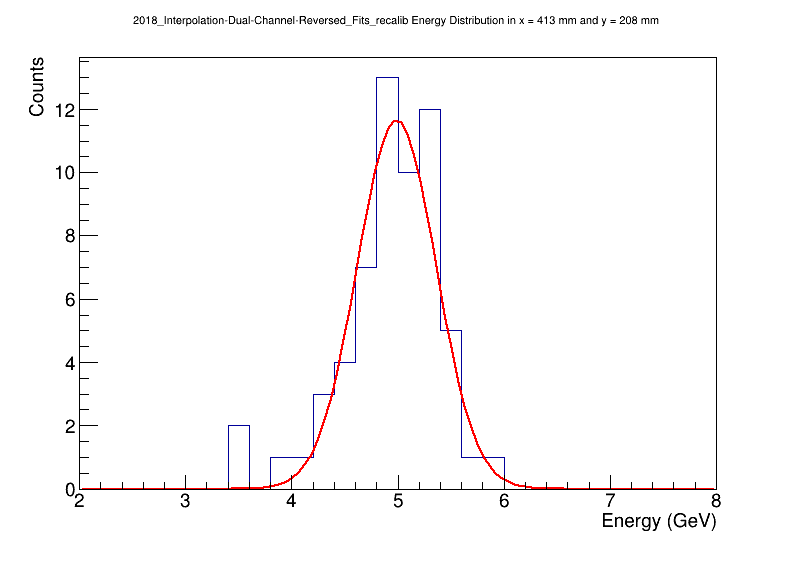 2018_Interpolation-Dual-Channel-Reversed_Fits_recalib Energy Distribution in x = 413 mm and y = 208 mm
Counts
12
10
8
6
4
2
0
2 3 4 5 6 7 8
Energy (GeV)